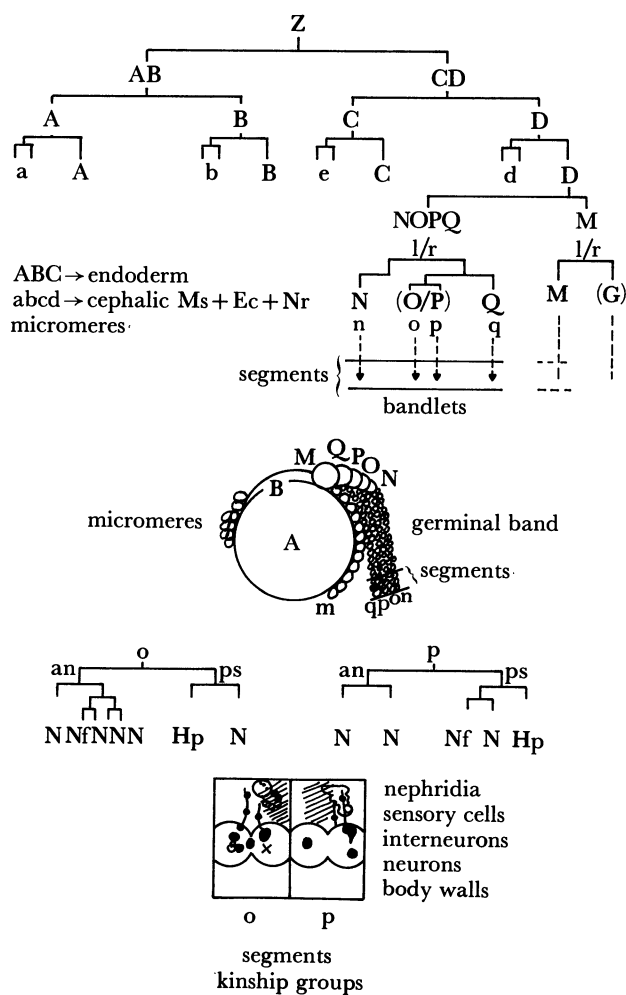 Z
AB CD
A B C D
a A b B e C d D
NOPQ M
l/r l/r
ABC→endoderm
abcd→cephalic Ms+Ec+Nr
micromeres
N (O/P) Q M (G)
n o p q
segments
bandlets
M Q P O N
B
micromeres A germinal band
segments
m qpon
o p
an ps an ps
N Nf N N N Hp N N N Nf N Hp
nephridia
sensory cells
interneurons
x
neurons
body walls
o p
segments
kinship groups